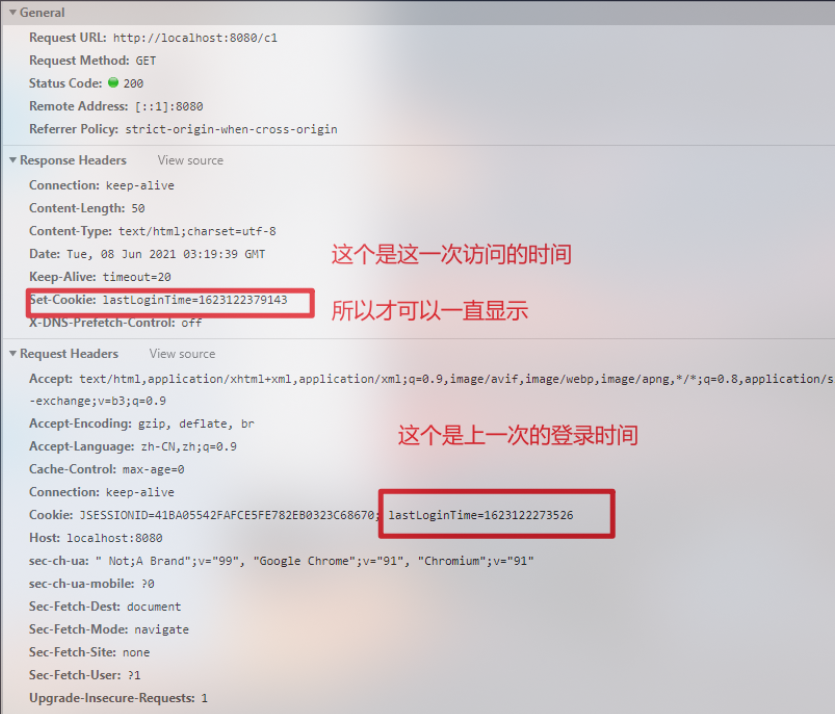 General
Request URL: http://localhost:8080/c1
Request Method: GET
Status Code: 200
Remote Address: [::1]:8080
Referrer Policy: strict-origin-when-cross-origin
Response Headers View source
Connection: keep-alive
Content-Length: 50
Content-Type: text/html;charset=utf-8
Date: Tue, 08 Jun 2021 03:19:39 GMT
这个是这一次访问的时间
Keep-Alive: timeout=20
Set-Cookie: lastLoginTime=1623122379143
所以才可以一直显示
X-DNS-Prefetch-Control: off
Request Headers View source
Accept: text/html,application/xhtml+xml,application/xml;q=0.9,image/avif,image/webp,image/apng,*/*;q=0.8,application/s
-exchange;v=b3;q=0.9
Accept-Encoding: gzip, deflate, br
这个是上一次的登录时间
Accept-Language: zh-CN,zh;q=0.9
Cache-Control: max-age=0
Connection: keep-alive
Cookie: JSESSIONID=41BA05542FAFCE5FE782EB0323C68670; lastLoginTime=1623122273526
Host: localhost:8080
sec-ch-ua: " Not;A Brand";v="99", "Google Chrome";v="91", "Chromium";v="91"
sec-ch-ua-mobile: ?0
Sec-Fetch-Dest: document
Sec-Fetch-Mode: navigate
Sec-Fetch-Site: none
Sec-Fetch-User: ?1
Upgrade-Insecure-Requests: 1